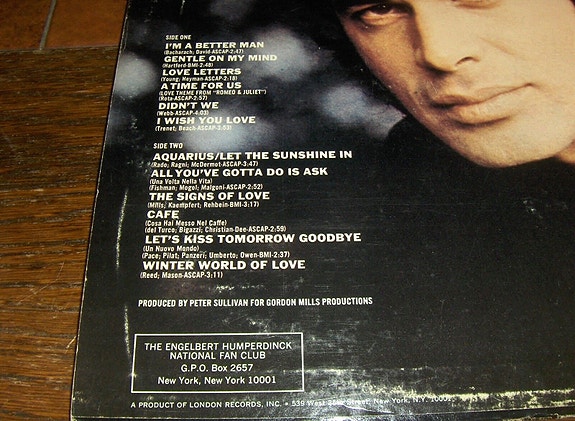 SIDE ONE
I'M A BETTER MAN
(Bacharach; David-ASCAP-2:47)
GENTLE ON MY MIND
(Hartford-BMI-2:48)
LOVE LETTERS
(Young; Heyman-ASCAP-2:18)
A TIME FOR US
(LOVE THEME FROM "ROMEO & JULIET")
(Rota-ASCAP-2:57)
DIDN'T WE
(Webb-ASCAP-4:03)
I WISH YOU LOVE
(Trenet; Beach-ASCAP-3:03)
SIDE TWO
AQUARIUS/LET THE SUNSHINE IN
(Rado; Ragni; McDermot-ASCAP-3:47)
ALL YOU'VE GOTTA DO IS ASK
(Una Volta Nella Vita)
(Fishman; Mogol; Malgoni-ASCAP-2:52)
THE SIGNS OF LOVE
(Mills; Kaempfert; Rehbein-BMI-3:17)
CAFE
(Cosa Hai Messo Nel Caffe)
(del Turco; Bigazzi; Christian-Dee-ASCAP-2:59)
LET'S KISS TOMORROW GOODBYE
(Un Nuovo Mondo)
(Pace; Pilat; Panzeri; Umberto; Owen-BMI-2:37)
WINTER WORLD OF LOVE
(Reed; Mason-ASCAP-3:11)
PRODUCED BY PETER SULLIVAN FOR GORDON MILLS PRODUCTIONS
THE ENGELBERT HUMPERDINCK
NATIONAL FAN CLUB
G.P.O. Box 2657
New York, New York 10001
A PRODUCT OF LONDON RECORDS, INC. • 539 West 25th Street, New York, N.Y. 10001